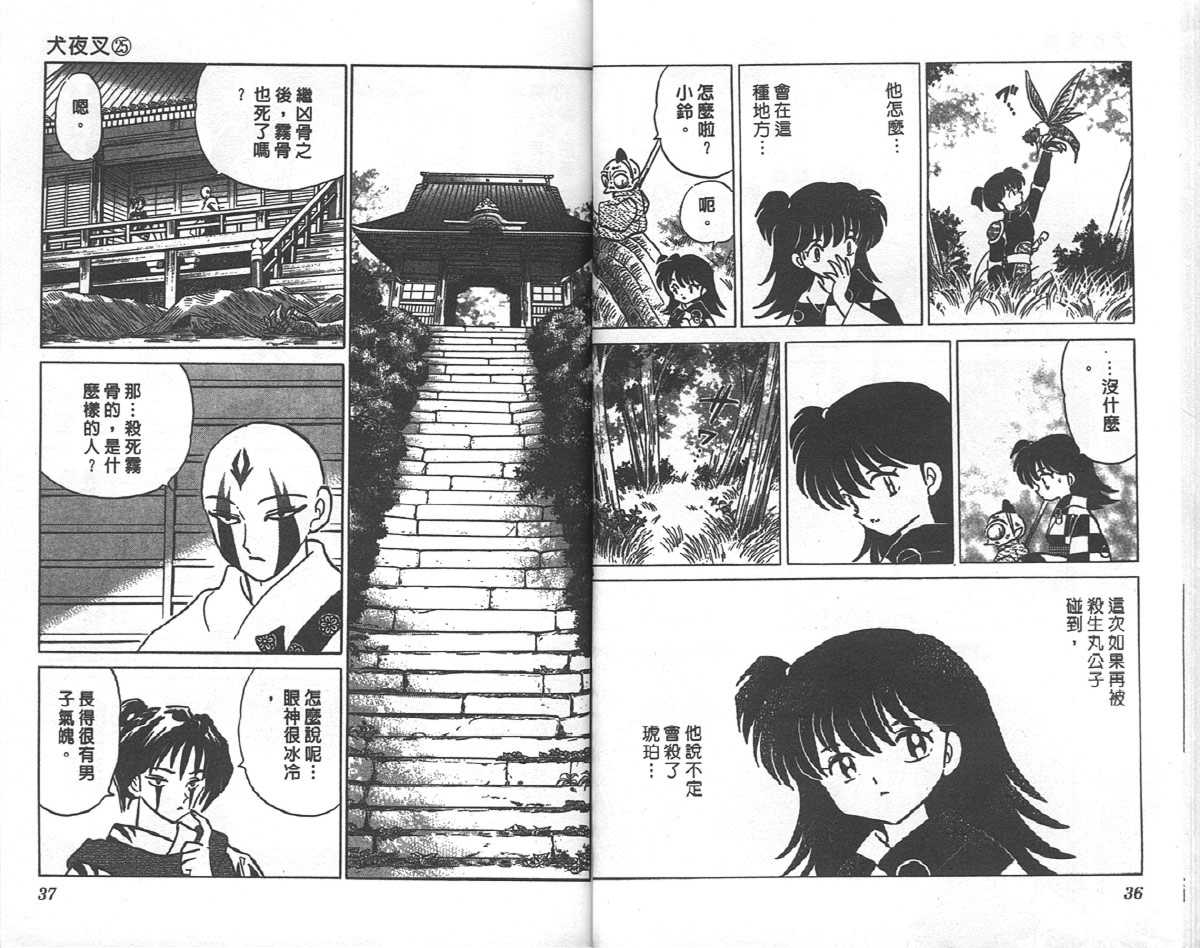 犬夜叉㉕
他怎麼…
會在這
種地方…
怎麼啦？
小鈴。
呃。
…沒什麼
。
這次如果再被
殺生丸公子
碰到，
他說不定
會殺了
琥珀…
36
繼凶骨之
後，霧骨
也死了嗎
？
嗯。
那…殺死霧
骨的，是什
麼樣的人？
怎麼說呢…
眼神很冰冷
，
長得很有男
子氣魄。
37